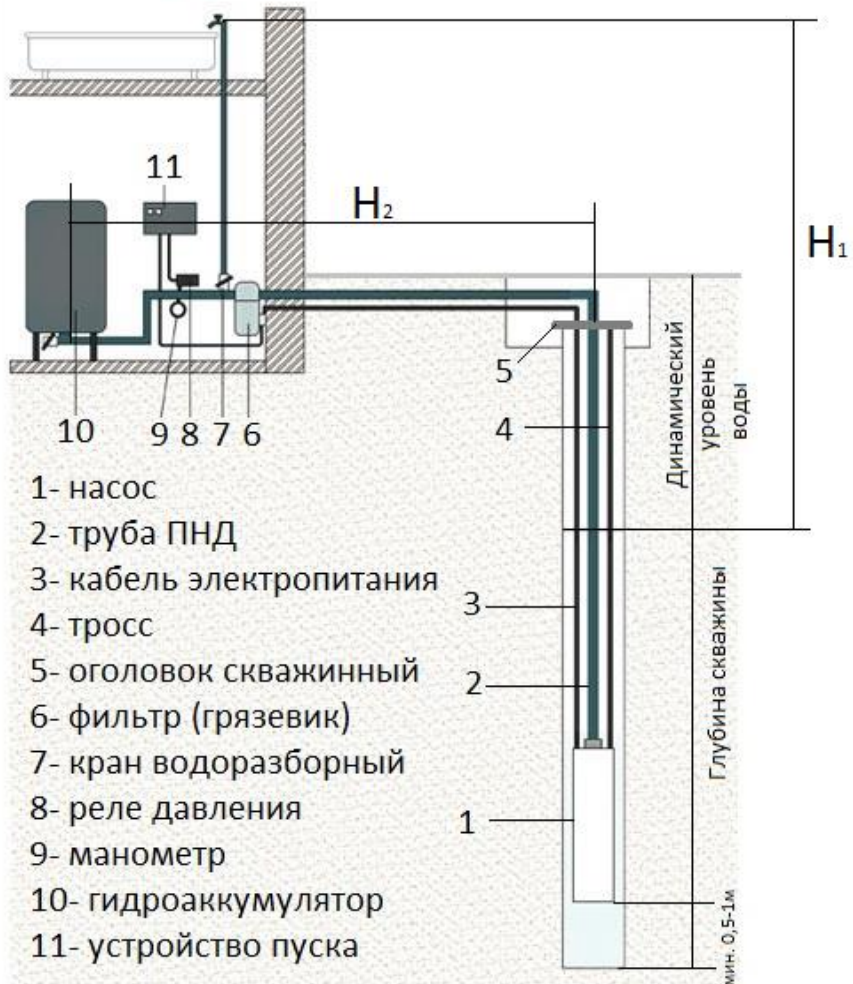 11
H₂
H₁
5
4
10
9
8
7
6
Динамический
уровень
воды
1- насос
2- труба ПНД
3- кабель электропитания
4- тросс
5- оголовок скважинный
6- фильтр (грязевик)
7- кран водоразборный
8- реле давления
9- манометр
10- гидроаккумулятор
11- устройство пуска
3
2
1
Глубина скважины
мин. 0,5-1м